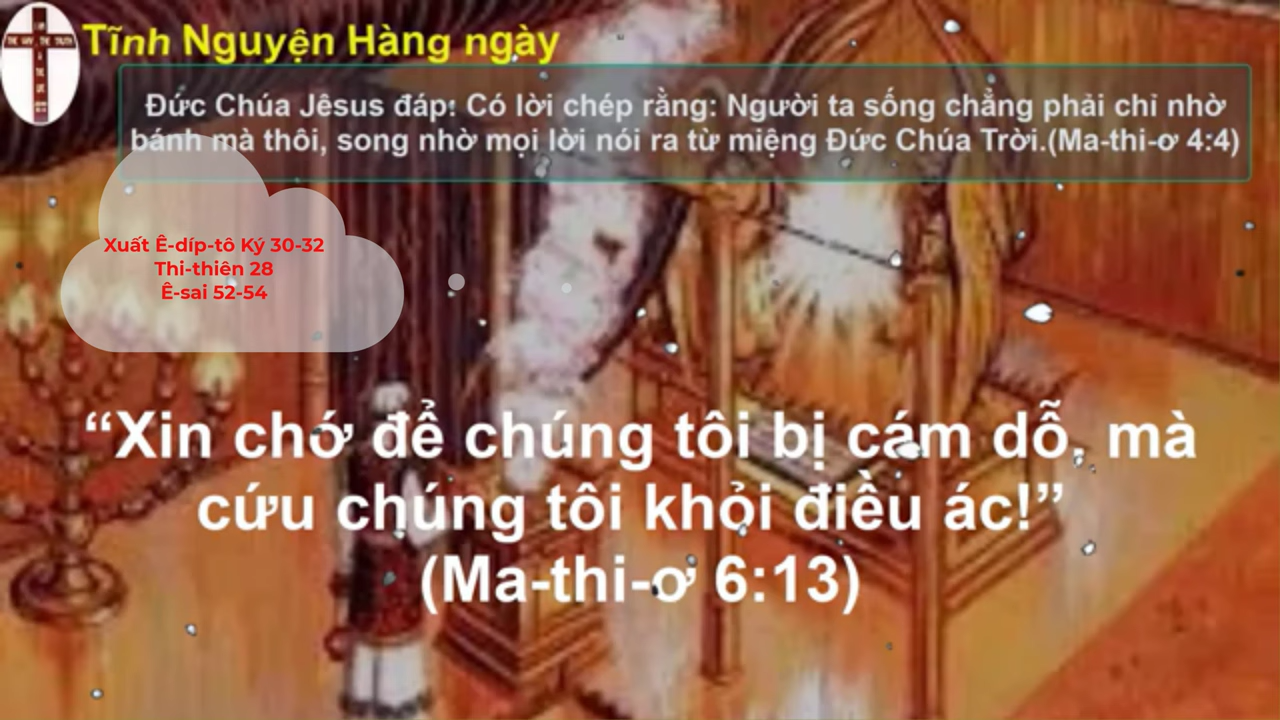 Tĩnh Nguyện Hàng ngày
Đức Chúa Jêsus đáp: Có lời chép rằng: Người ta sống chẳng phải chỉ nhờ
bánh mà thôi, song nhờ mọi lời nói ra từ miệng Đức Chúa Trời.(Ma-thi-ơ 4:4)
Xuất Ê-díp-tô Ký 30-32
Thi-thiên 28
Ê-sai 52-54
“Xin chớ để chúng tôi bị cám dỗ, mà
cứu chúng tôi khỏi điều ác!”
(Ma-thi-ơ 6:13)